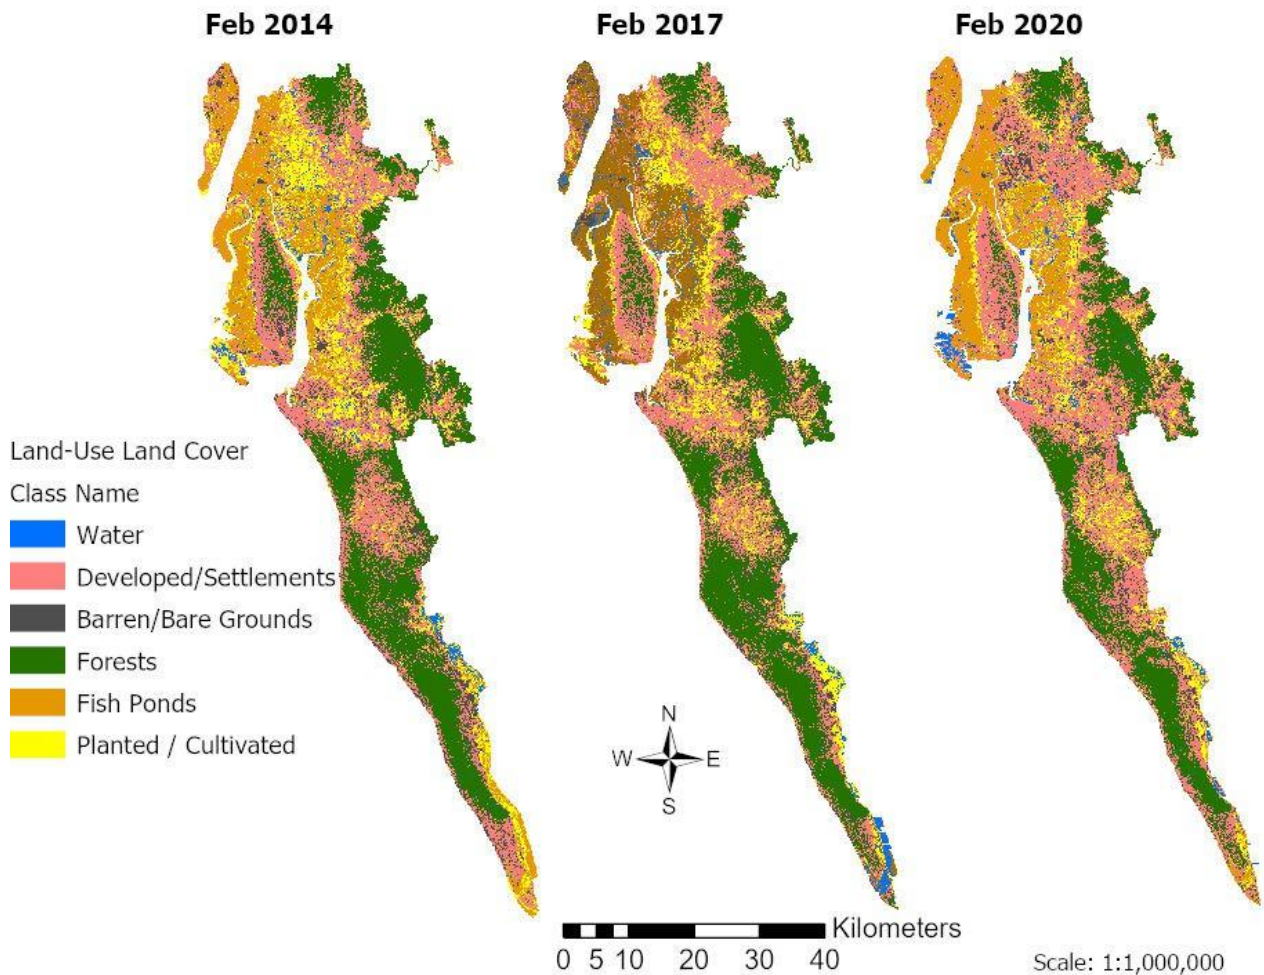 Feb 2014
Feb 2017
Feb 2020
Land-Use Land Cover
Class Name
Water
Developed/Settlements
Barren/Bare Grounds
Forests
Fish Ponds
Planted / Cultivated
N
W E
S
Kilometers
0 5 10 20 30 40
Scale: 1:1,000,000